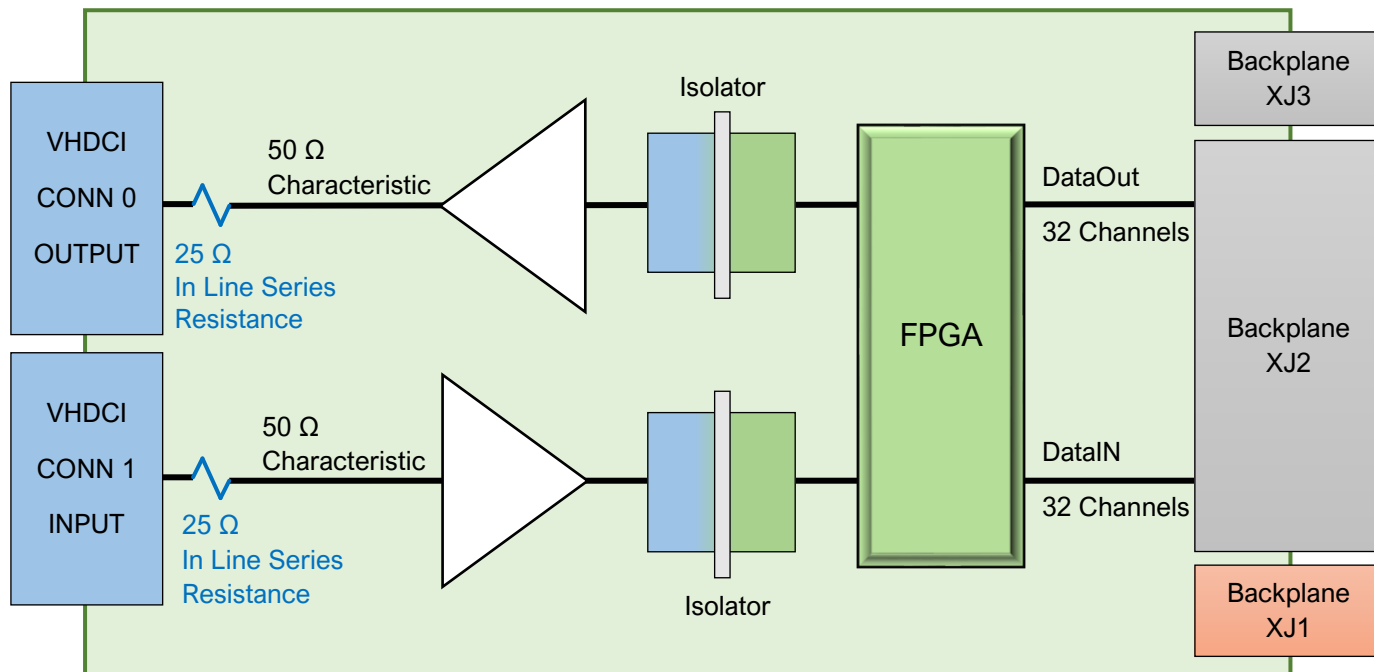 VHDCI
CONN 0
OUTPUT
25 Ω
In Line Series
Resistance
50 Ω
Characteristic
Isolator
FPGA
DataOut
32 Channels
Backplane
XJ3
Backplane
XJ2
VHDCI
CONN 1
INPUT
25 Ω
In Line Series
Resistance
50 Ω
Characteristic
Isolator
DataIN
32 Channels
Backplane
XJ1